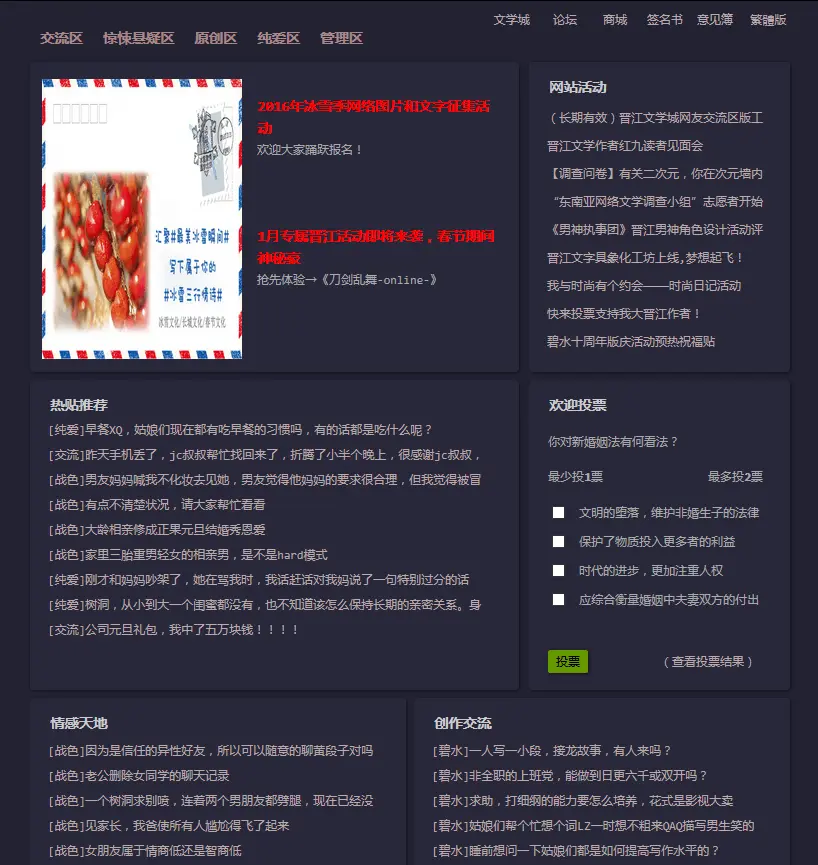 文学城 论坛 商城 签名书 意见簿 繁體版
交流区 惊悚悬疑区 原创区 纯爱区 管理区
2016年冰雪季网络图片和文字征集活
动
欢迎大家踊跃报名！
汇聚#最美冰雪瞬间#
写下属于你的
#冰雪三行情诗#
冰雪文化/长城文化/春节文化
1月专属晋江活动即将来袭，春节期间
神秘豪
抢先体验→《刀剑乱舞-online-》
网站活动
（长期有效）晋江文学城网友交流区版工
晋江文学作者红九读者见面会
【调查问卷】有关二次元，你在次元墙内
“东南亚网络文学调查小组”志愿者开始
《男神执事团》晋江男神角色设计活动评
晋江文字具象化工坊上线,梦想起飞！
我与时尚有个约会————时尚日记活动
快来投票支持我大晋江作者！
碧水十周年版庆活动预热祝福贴
热贴推荐
[纯爱]早餐XQ，姑娘们现在都有吃早餐的习惯吗，有的话都是吃什么呢？
[交流]昨天手机丢了，jc叔叔帮忙找回来了，折腾了小半个晚上，很感谢jc叔叔，
[战色]男友妈妈喊我不化妆去见她，男友觉得他妈妈的要求很合理，但我觉得被冒
[战色]有点不清楚状况，请大家帮忙看看
[战色]大龄相亲修成正果元旦结婚秀恩爱
[战色]家里三胎重男轻女的相亲男，是不是hard模式
[纯爱]刚才和妈妈吵架了，她在骂我时，我话赶话对我妈说了一句特别过分的话
[纯爱]树洞，从小到大一个闺蜜都没有，也不知道该怎么保持长期的亲密关系。身
[交流]公司元旦礼包，我中了五万块钱！！！！
欢迎投票
你对新婚姻法有何看法？
最少投1票 最多投2票
文明的堕落，维护非婚生子的法律
保护了物质投入更多者的利益
时代的进步，更加注重人权
应综合衡量婚姻中夫妻双方的付出
投票 （查看投票结果）
情感天地
[战色]因为是信任的异性好友，所以可以随意的聊黄段子对吗
[战色]老公删除女同学的聊天记录
[战色]一个树洞求别喷，连着两个男朋友都劈腿，现在已经没
[战色]见家长，我爸使所有人尴尬得飞了起来
[战色]女朋友属于情商低还是智商低
创作交流
[碧水]一人写一小段，接龙故事，有人来吗？
[碧水]非全职的上班党，能做到日更六千或双开吗？
[碧水]求助，打细纲的能力要怎么培养，花式是影视大卖
[碧水]姑娘们帮个忙想个词LZ一时想不粗来QAQ描写男生笑的
[碧水]睡前想问一下姑娘们都是如何提高写作水平的？